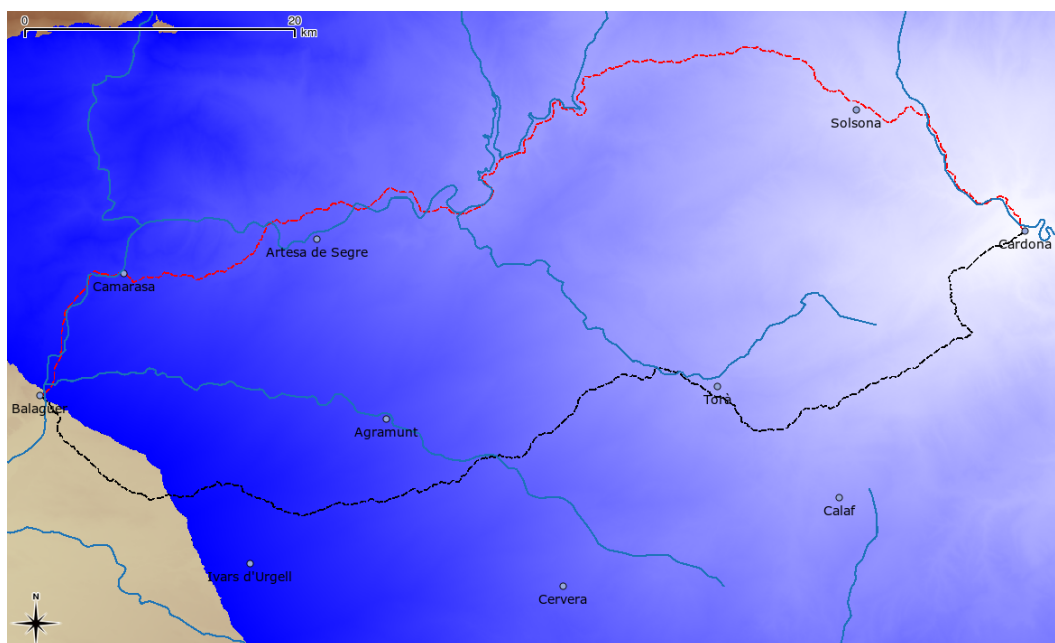 0 20
km
Solsona
Cardona
Artesa de Segre
Camarasa
Torà
Balaguer
Agramunt
Calaf
Ivars d'Urgell
Cervera
N